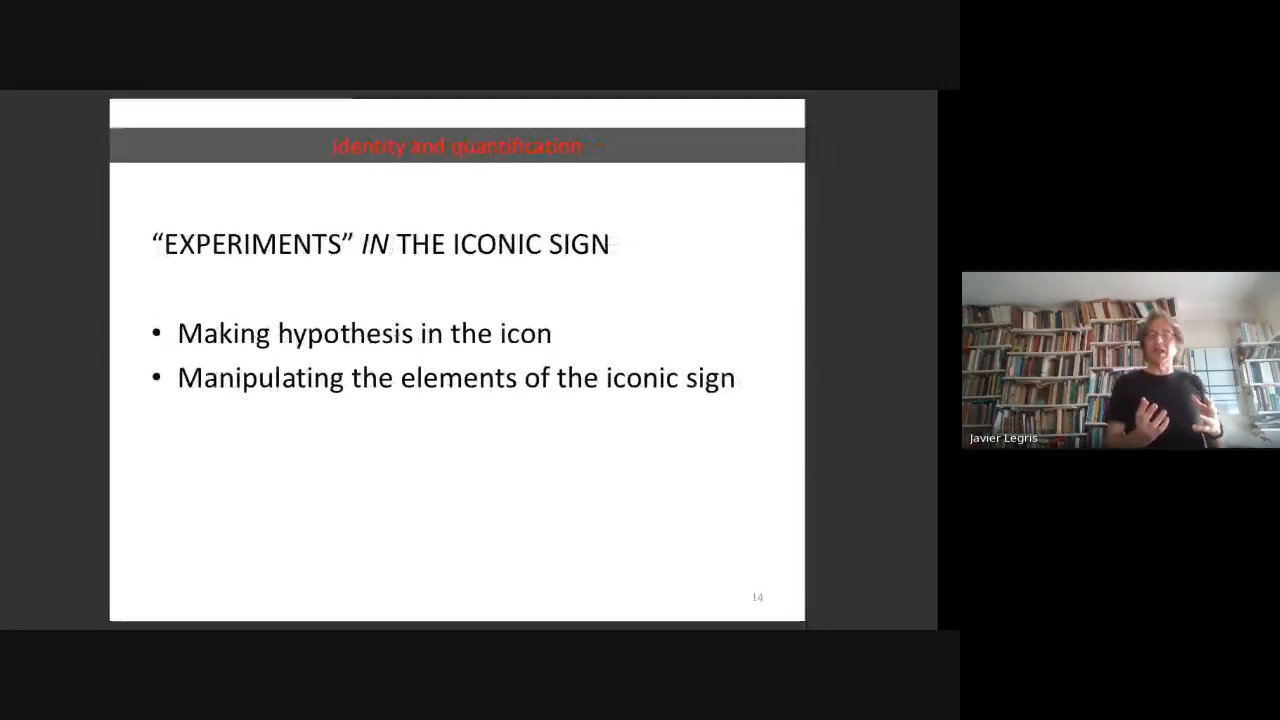 Identity and quantification
“EXPERIMENTS” IN THE ICONIC SIGN
• Making hypothesis in the icon
• Manipulating the elements of the iconic sign
14
Javier Legris